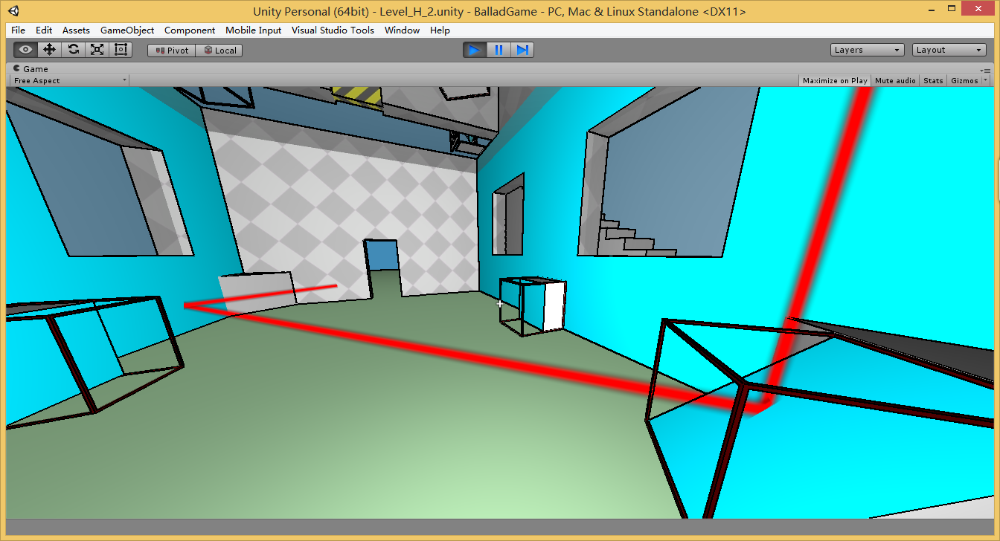 Unity Personal (64bit) - Level_H_2.unity - BalladGame - PC, Mac & Linux Standalone <DX11>
File Edit Assets GameObject Component Mobile Input Visual Studio Tools Window Help
Pivot Local Layers Layout
Game
Free Aspect Maximize on Play Mute audio Stats Gizmos